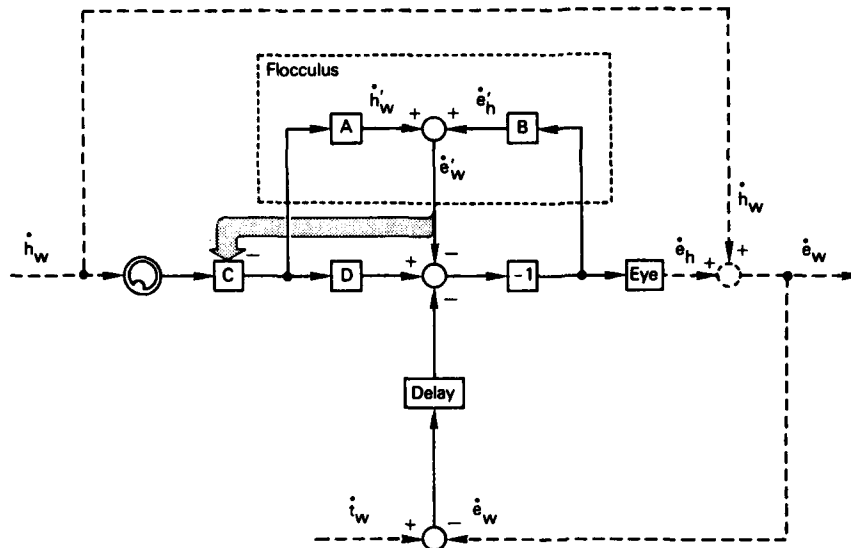 Flocculus
ḣ'w ė'h
+ +
A B
ė'w
ḣw
ḣw
− −
C D + −1 Eye ėh + + ėw
−
Delay
ṫw ėw
+ −